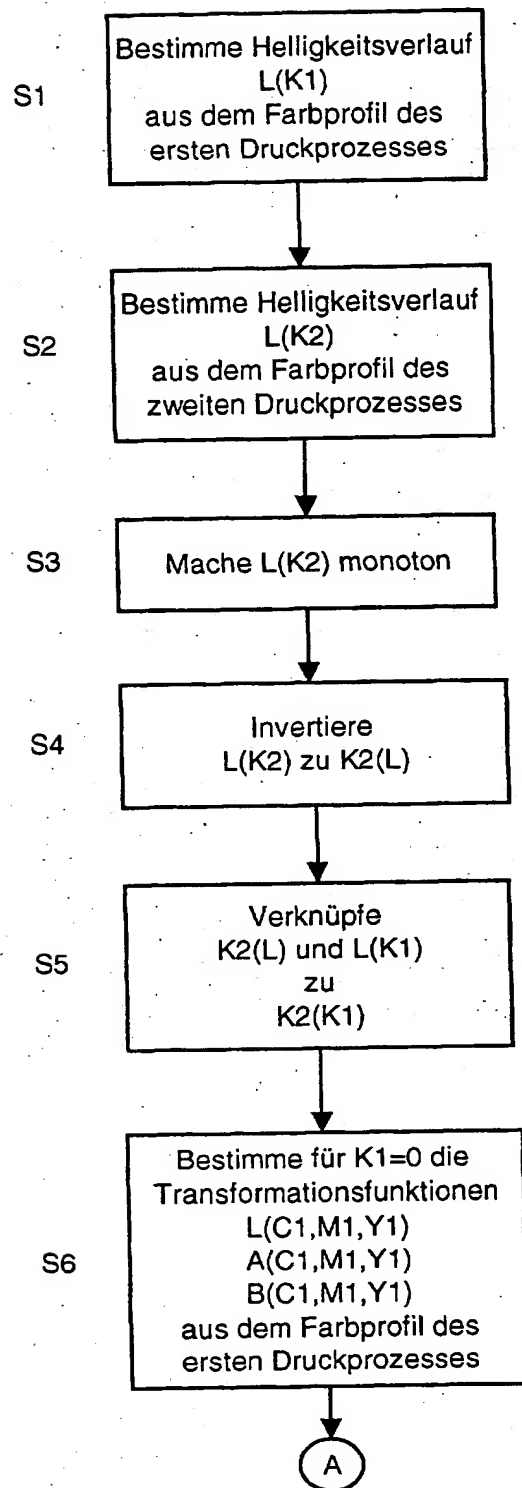 S1
Bestimme Helligkeitsverlauf
L(K1)
aus dem Farbprofil des
ersten Druckprozesses
S2
Bestimme Helligkeitsverlauf
L(K2)
aus dem Farbprofil des
zweiten Druckprozesses
S3
Mache L(K2) monoton
S4
Invertiere
L(K2) zu K2(L)
S5
Verknüpfe
K2(L) und L(K1)
zu
K2(K1)
S6
Bestimme für K1=0 die
Transformationsfunktionen
L(C1,M1,Y1)
A(C1,M1,Y1)
B(C1,M1,Y1)
aus dem Farbprofil des
ersten Druckprozesses
A